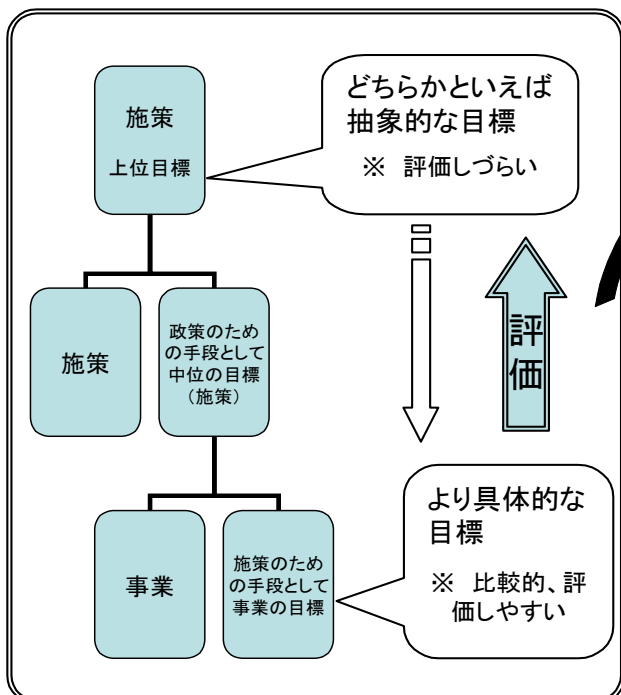 施策
上位目標
どちらかといえば
抽象的な目標
※ 評価しづらい
施策
政策のため
の手段として
中位の目標
(施策)
評
価
事業
施策のため
の手段として
事業の目標
より具体的な
目標
※ 比較的、評
価しやすい